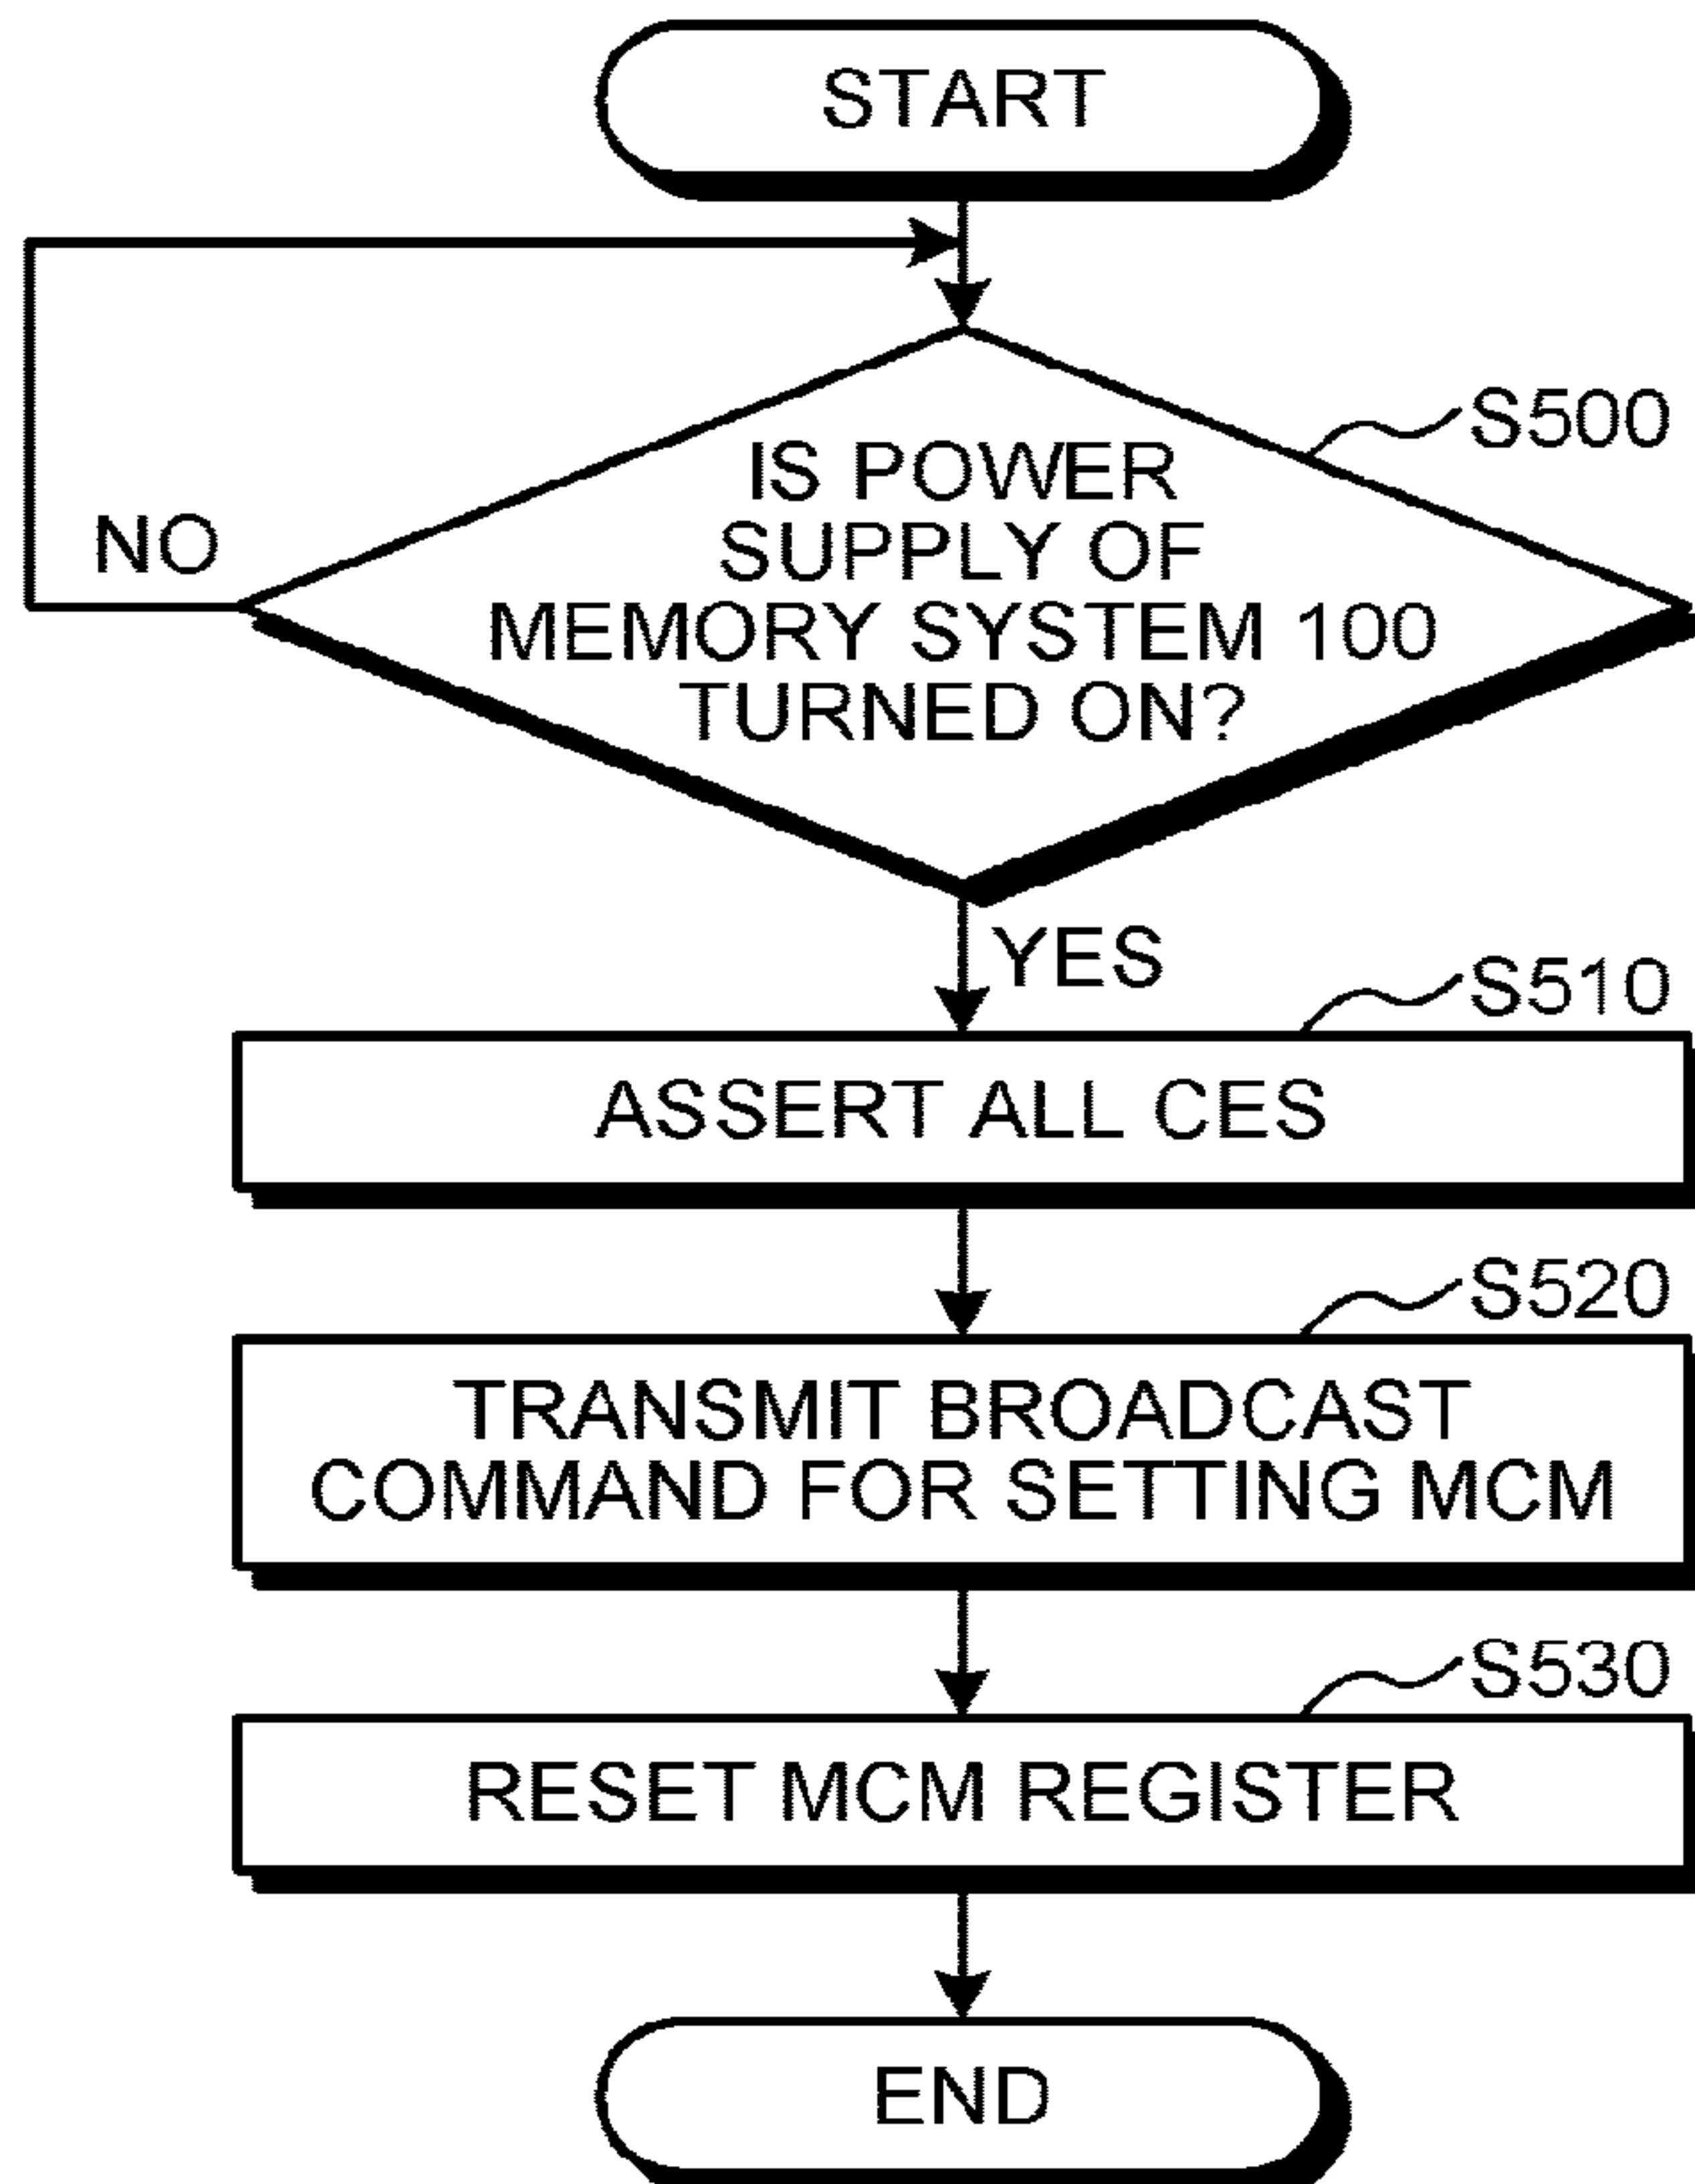 START
S500
IS POWER
SUPPLY OF
MEMORY SYSTEM 100
TURNED ON?
NO
YES
S510
ASSERT ALL CES
S520
TRANSMIT BROADCAST
COMMAND FOR SETTING MCM
S530
RESET MCM REGISTER
END